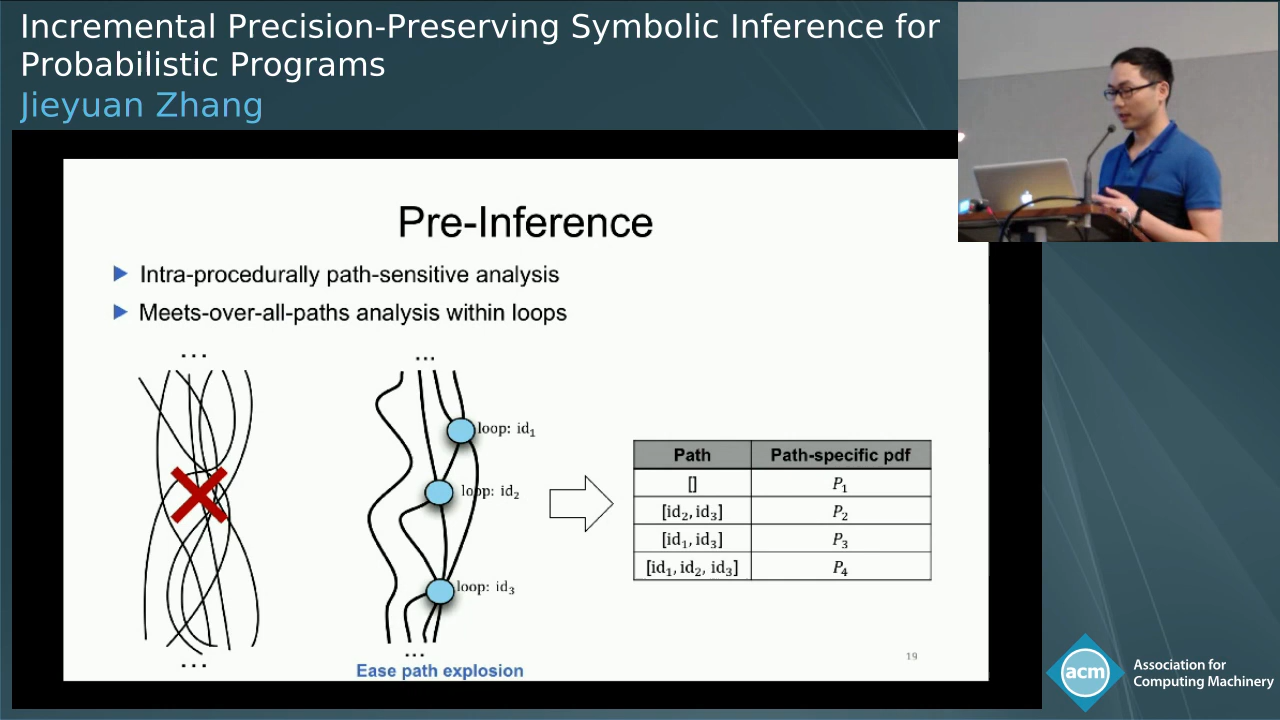 Incremental Precision-Preserving Symbolic Inference for
Probabilistic Programs
Jieyuan Zhang
Pre-Inference
Intra-procedurally path-sensitive analysis
Meets-over-all-paths analysis within loops
...
...
loop: id₁
loop: id₂
loop: id₃
...
...
Ease path explosion
Path Path-specific pdf
[] P₁
[id₂, id₃] P₂
[id₁, id₃] P₃
[id₁, id₂, id₃] P₄
19
acm
Association for
Computing Machinery